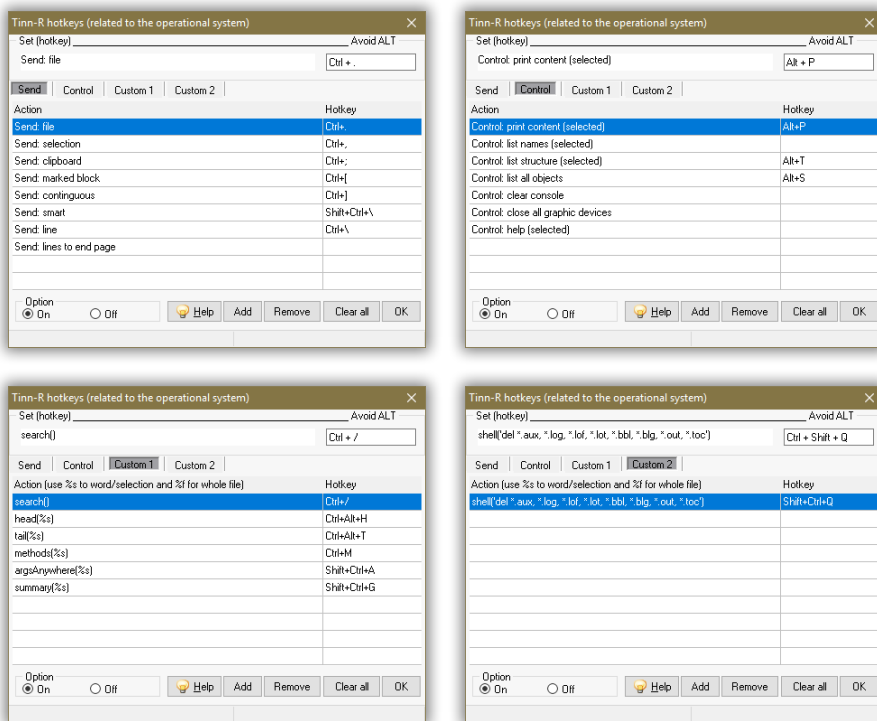 Tinn-R hotkeys (related to the operational system)
Set (hotkey) Avoid ALT
Send: file Ctrl + .
Send Control Custom 1 Custom 2
Action Hotkey
Send: file Ctrl+.
Send: selection Ctrl+,
Send: clipboard Ctrl+;
Send: marked block Ctrl+[
Send: continguous Ctrl+]
Send: smart Shift+Ctrl+\
Send: line Ctrl+\
Send: lines to end page
Option
On Off Help Add Remove Clear all OK
Tinn-R hotkeys (related to the operational system)
Set (hotkey) Avoid ALT
Control: print content (selected) Alt + P
Send Control Custom 1 Custom 2
Action Hotkey
Control: print content (selected) Alt+P
Control: list names (selected)
Control: list structure (selected) Alt+T
Control: list all objects Alt+S
Control: clear console
Control: close all graphic devices
Control: help (selected)
Option
On Off Help Add Remove Clear all OK
Tinn-R hotkeys (related to the operational system)
Set (hotkey) Avoid ALT
search() Ctrl + /
Send Control Custom 1 Custom 2
Action (use %s to word/selection and %f for whole file) Hotkey
search() Ctrl+/
head(%s) Ctrl+Alt+H
tail(%s) Ctrl+Alt+T
methods(%s) Ctrl+M
argsAnywhere(%s) Shift+Ctrl+A
summary(%s) Shift+Ctrl+G
Option
On Off Help Add Remove Clear all OK
Tinn-R hotkeys (related to the operational system)
Set (hotkey) Avoid ALT
shell('del *.aux, *.log, *.lof, *.lot, *.bbl, *.blg, *.out, *.toc') Ctrl + Shift + Q
Send Control Custom 1 Custom 2
Action (use %s to word/selection and %f for whole file) Hotkey
shell('del *.aux, *.log, *.lof, *.lot, *.bbl, *.blg, *.out, *.toc') Shift+Ctrl+Q
Option
On Off Help Add Remove Clear all OK